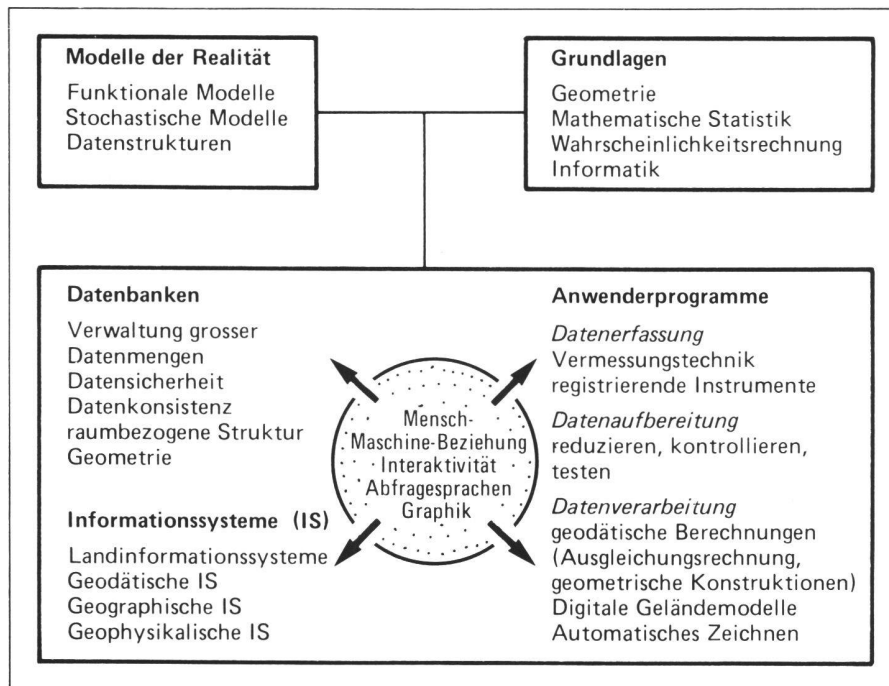 Modelle der Realität
Funktionale Modelle
Stochastische Modelle
Datenstrukturen
Grundlagen
Geometrie
Mathematische Statistik
Wahrscheinlichkeitsrechnung
Informatik
Datenbanken
Verwaltung grosser
Datenmengen
Datensicherheit
Datenkonsistenz
raumbezogene Struktur
Geometrie
Informationssysteme (IS)
Landinformationssysteme
Geodätische IS
Geographische IS
Geophysikalische IS
Mensch-
Maschine-Beziehung
Interaktivität
Abfragesprachen
Graphik
Anwenderprogramme
Datenerfassung
Vermessungstechnik
registrierende Instrumente
Datenaufbereitung
reduzieren, kontrollieren,
testen
Datenverarbeitung
geodätische Berechnungen
(Ausgleichungsrechnung,
geometrische Konstruktionen)
Digitale Geländemodelle
Automatisches Zeichnen